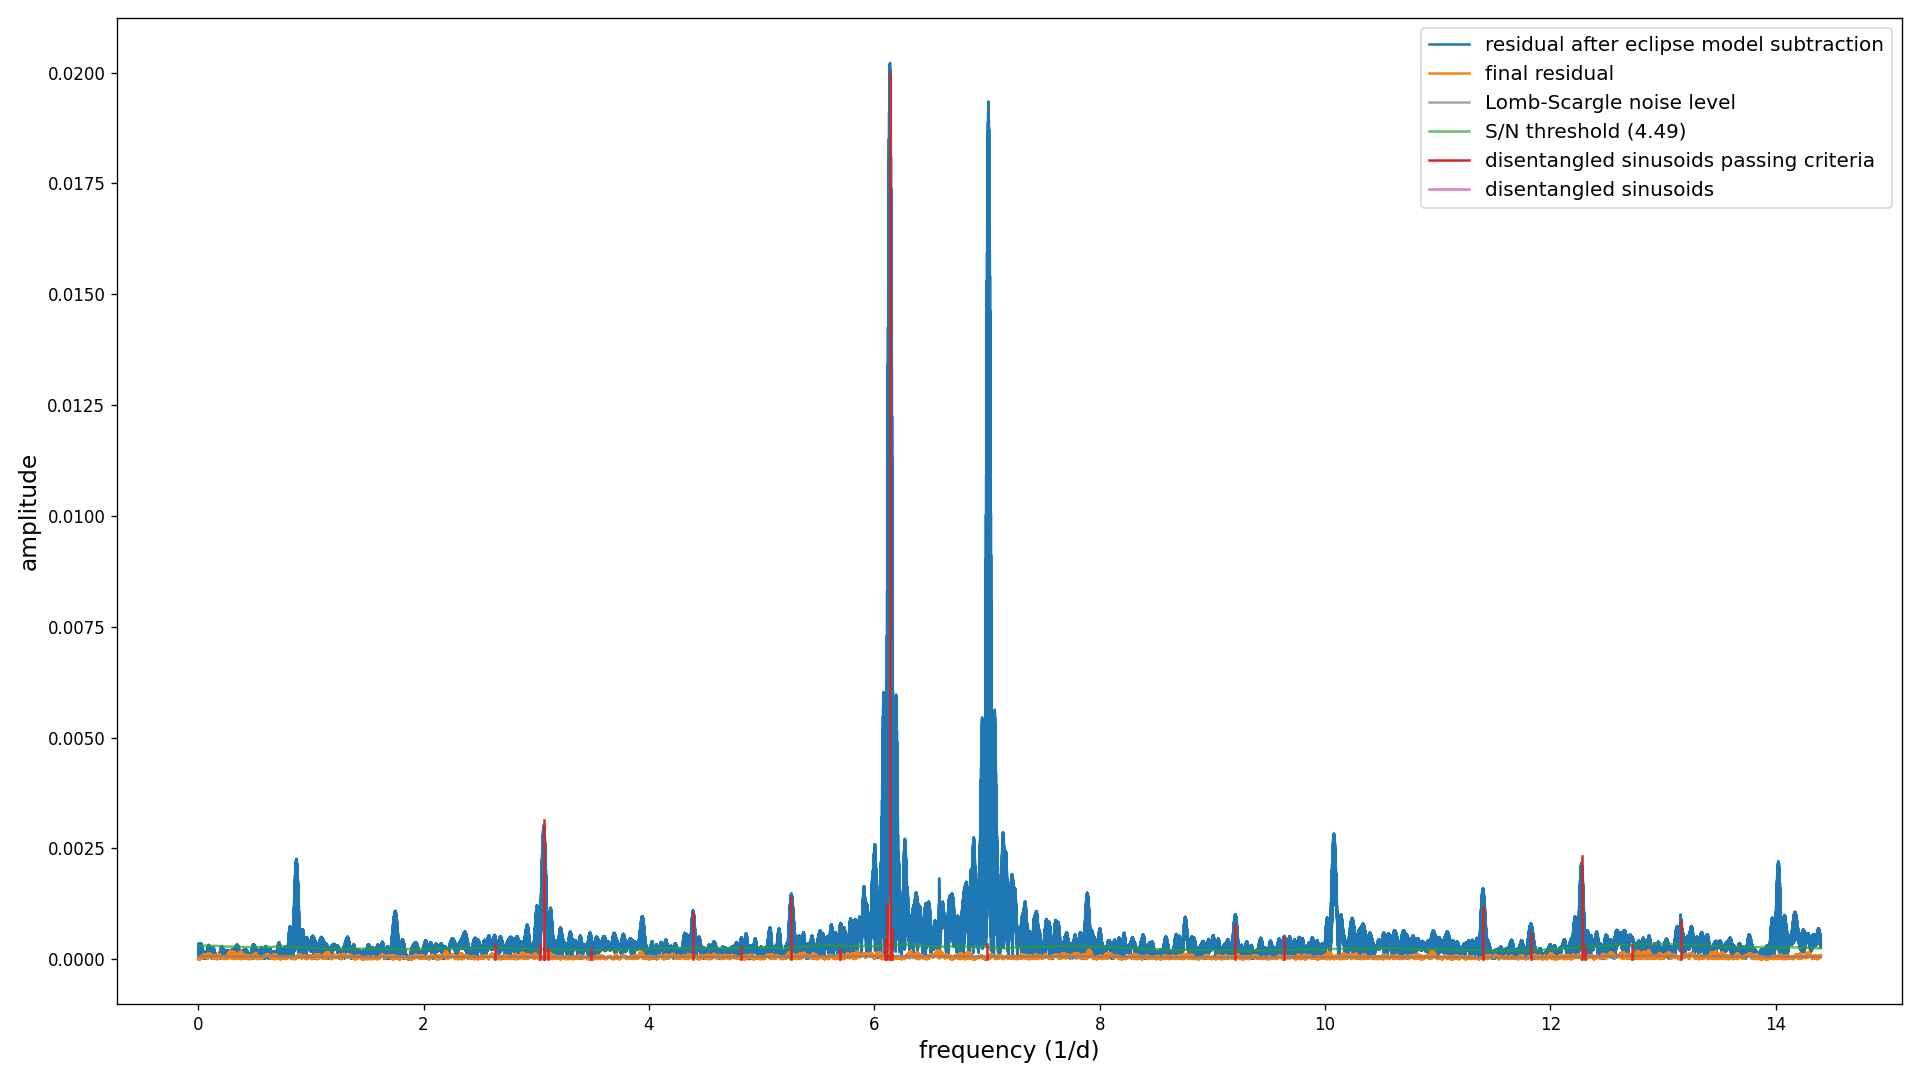 residual after eclipse model subtraction
final residual
Lomb-Scargle noise level
S/N threshold (4.49)
disentangled sinusoids passing criteria
disentangled sinusoids
amplitude
0.0200
0.0175
0.0150
0.0125
0.0100
0.0075
0.0050
0.0025
0.0000
0 2 4 6 8 10 12 14
frequency (1/d)